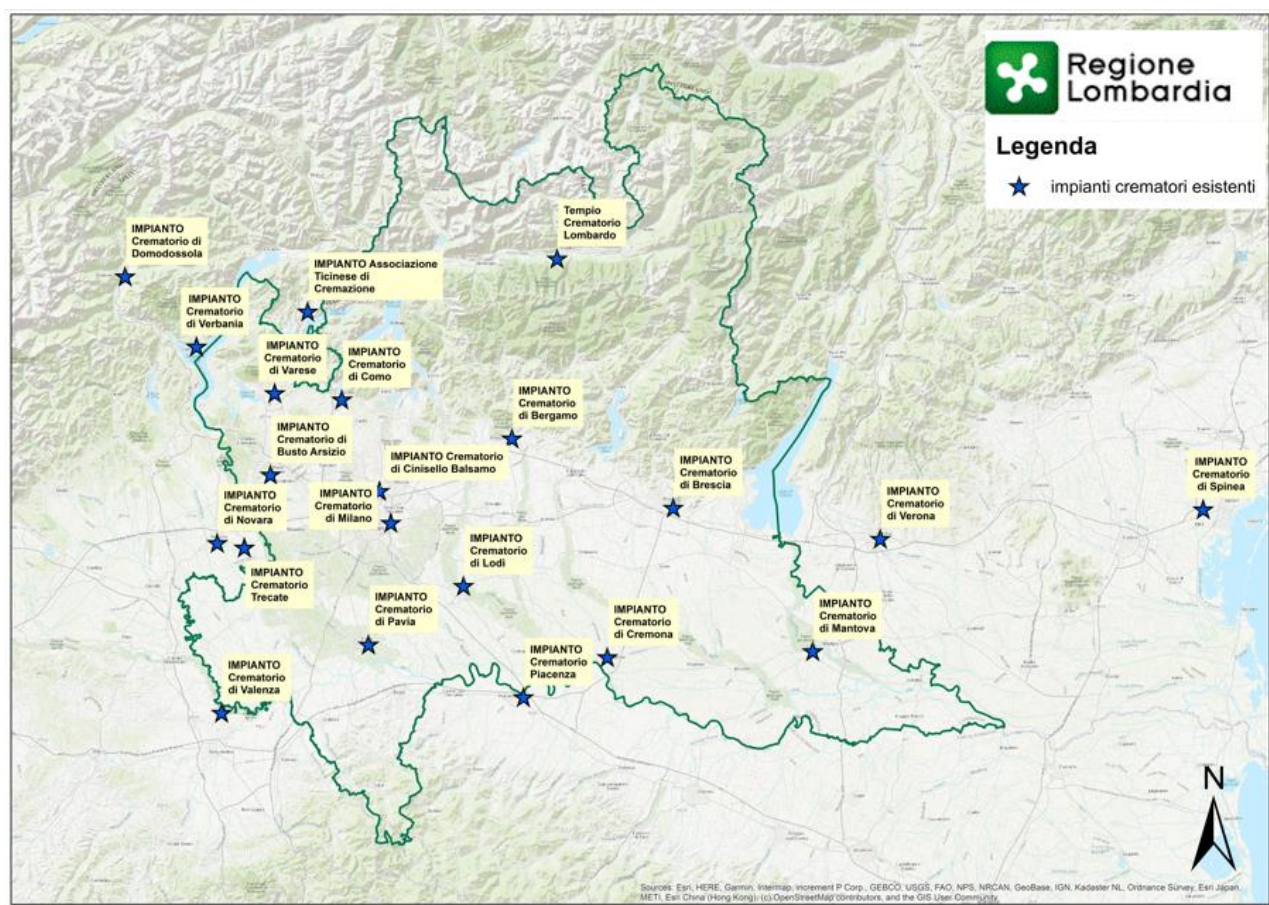 Regione
Lombardia
Legenda
impianti crematori esistenti
Tempio
Crematorio
Lombardo
IMPIANTO
Crematorio di
Domodossola
IMPIANTO Associazione
Ticinese di
Cremazione
IMPIANTO
Crematorio
di Verbania
IMPIANTO
Crematorio
di Varese
IMPIANTO
Crematorio
di Como
IMPIANTO
Crematorio
di Bergamo
IMPIANTO
Crematorio di
Busto Arsizio
IMPIANTO Crematorio
di Cinisello Balsamo
IMPIANTO
Crematorio
di Brescia
IMPIANTO
Crematorio
di Spinea
IMPIANTO
Crematorio
di Novara
IMPIANTO
Crematorio
di Milano
IMPIANTO
Crematorio
di Verona
IMPIANTO
Crematorio
di Lodi
IMPIANTO
Crematorio
Trecate
IMPIANTO
Crematorio
di Pavia
IMPIANTO
Crematorio
di Cremona
IMPIANTO
Crematorio
di Mantova
IMPIANTO
Crematorio
Piacenza
IMPIANTO
Crematorio
di Valenza
N
Sources: Esri, HERE, Garmin, Intermap, increment P Corp., GEBCO, USGS, FAO, NPS, NRCAN, GeoBase, IGN, Kadaster NL, Ordnance Survey, Esri Japan,
METI, Esri China (Hong Kong), (c) OpenStreetMap contributors, and the GIS User Community